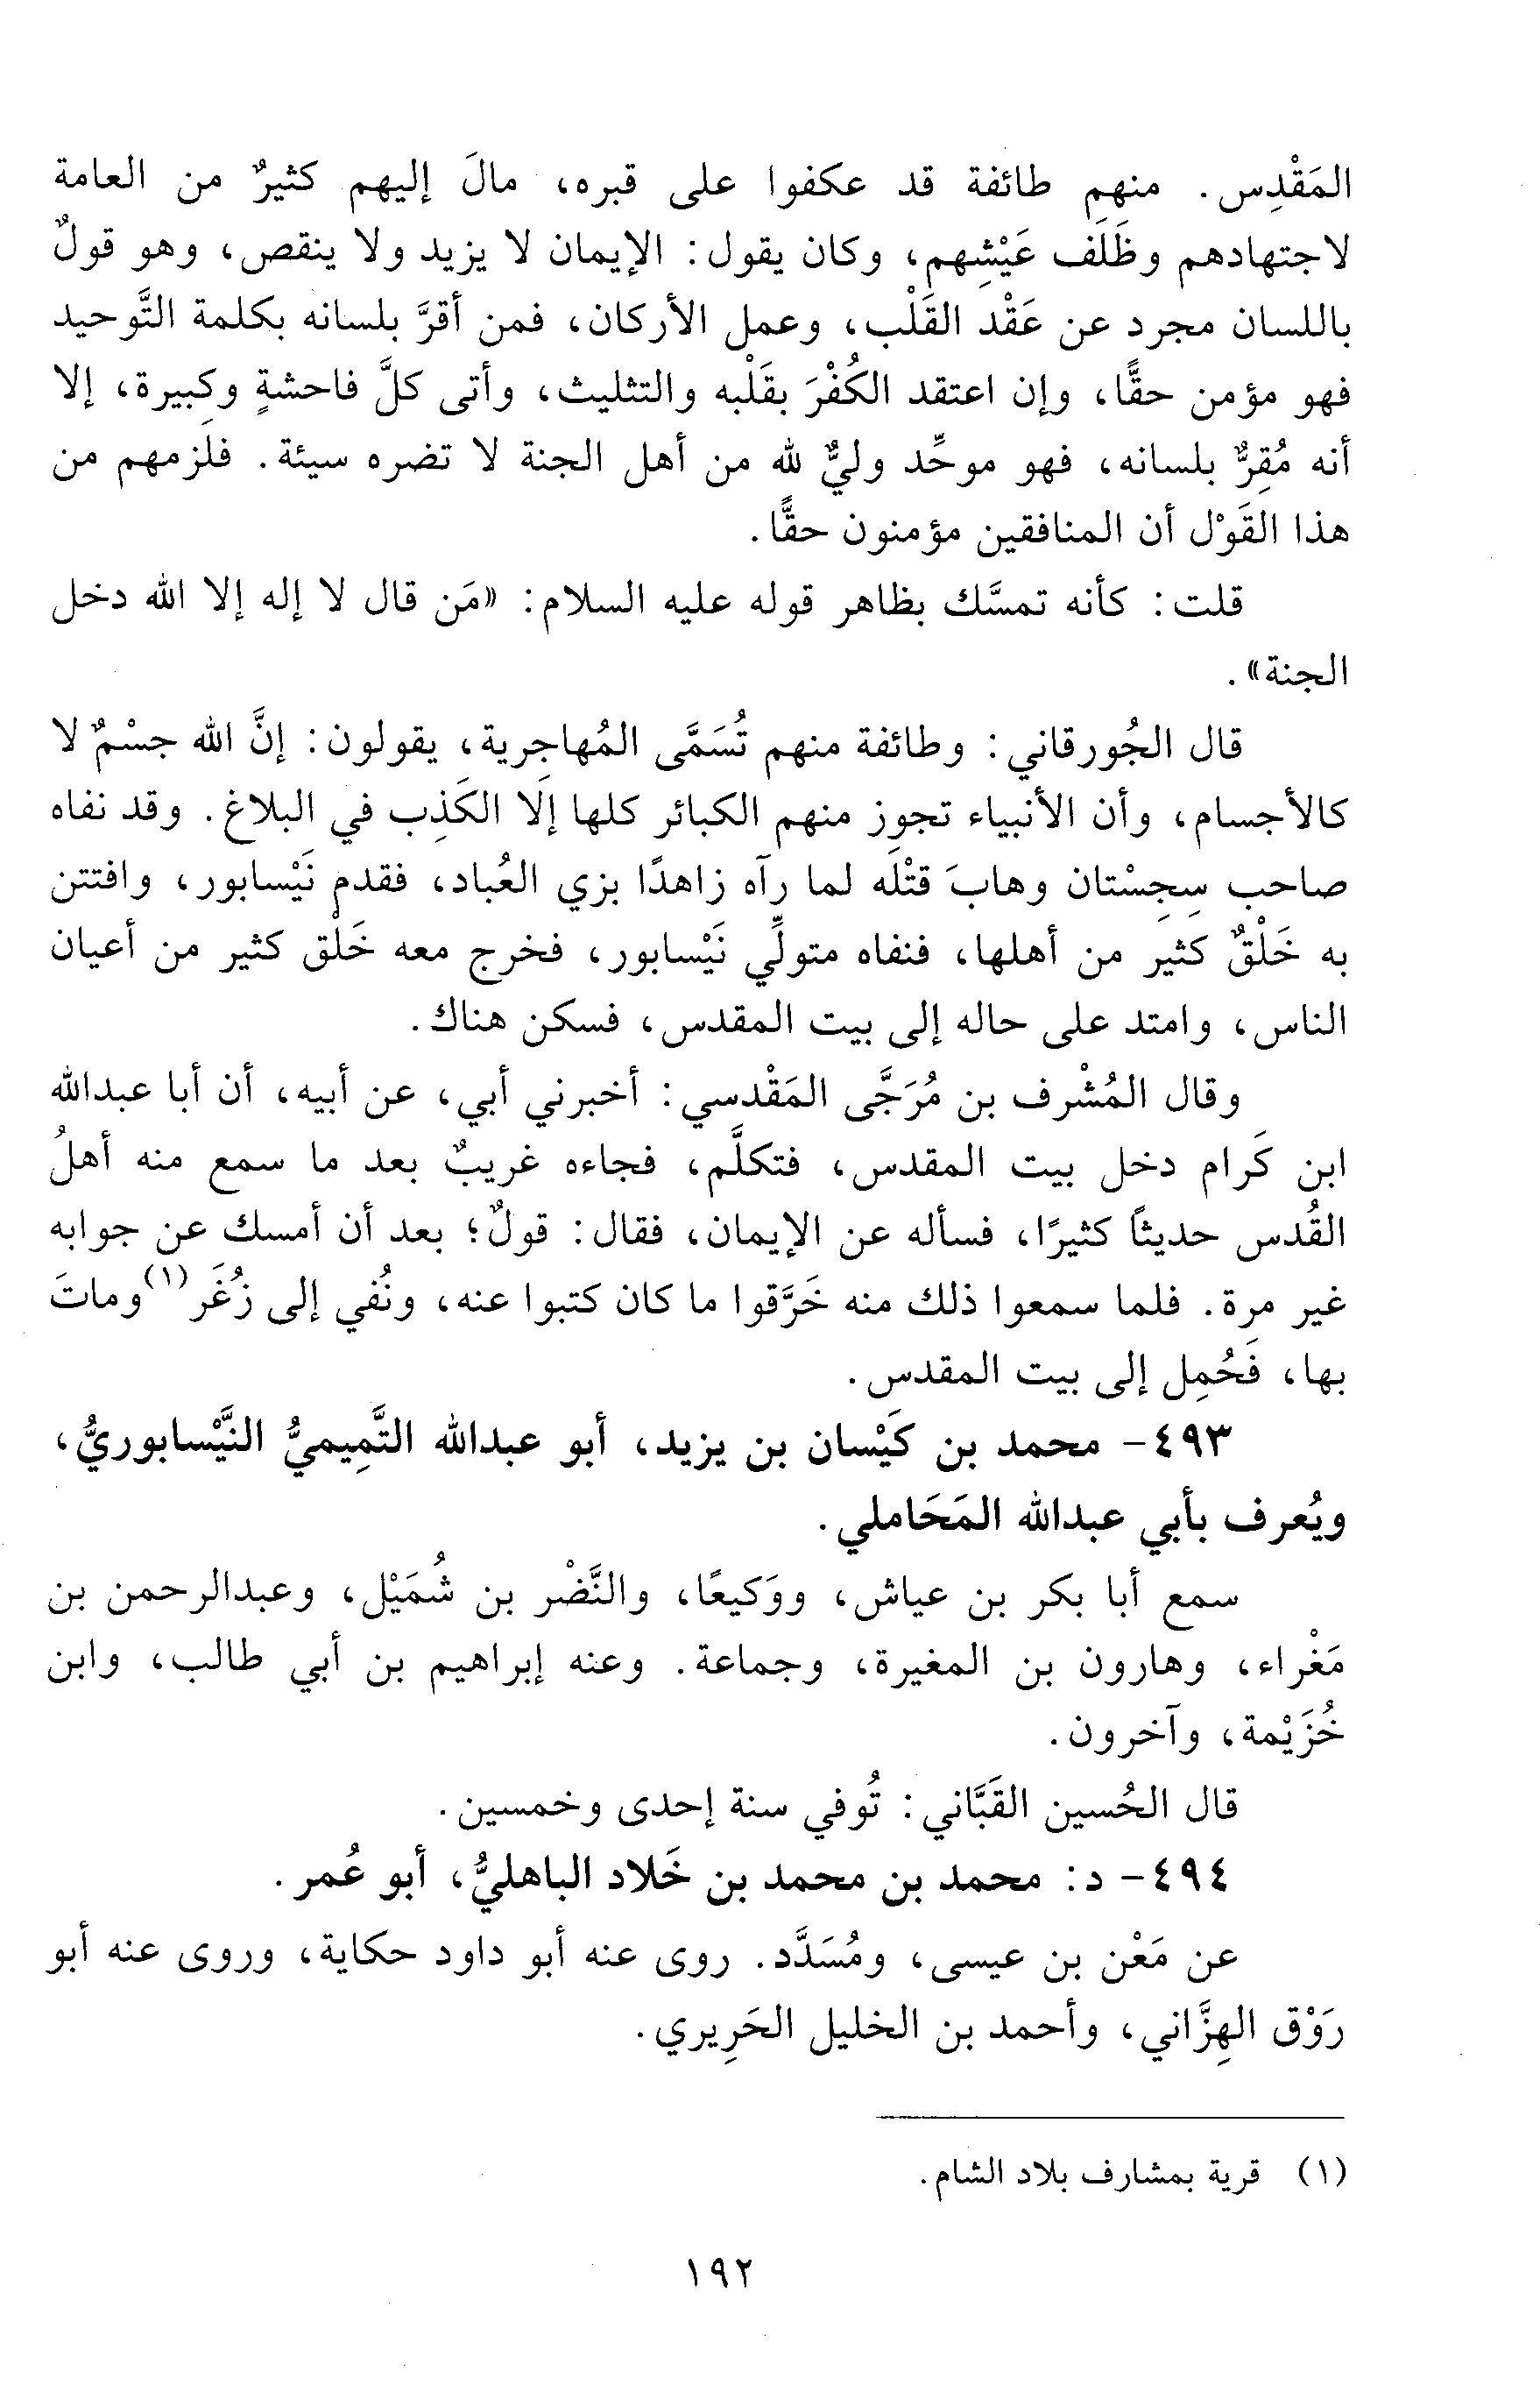 المَقْدِس. منهم طائفة قد عكفوا على قبره، مالَ إليهم كثيرٌ من العامة
لاجتهادهم وظَلَف عَيْشِهم، وكان يقول: الإيمان لا يزيد ولا ينقص، وهو قولٌ
باللسان مجرد عن عَقْد القَلْب، وعمل الأركان، فمن أقرَّ بلسانه بكلمة التَّوحيد
فهو مؤمن حقًّا، وإن اعتقد الكُفْرَ بقَلْبه والتثليث، وأتى كلَّ فاحشةٍ وكبِيرة، إلا
أنه مُقِرٌّ بلسانه، فهو موحِّد وليٌّ لله من أهل الجنة لا تضره سيئة. فلزمهم من
هذا القَوْل أن المنافقين مؤمنون حقًّا.
قلت: كأنه تمسَّك بظاهر قوله عليه السلام: «مَن قال لا إله إلا الله دخل
الجنة».
قال الجُورقاني: وطائفة منهم تُسَمَّى المُهاجِرية، يقولون: إنَّ الله جسْمٌ لا
كالأجسام، وأن الأنبياء تجوز منهم الكبائر كلها إلا الكَذِب في البلاغ. وقد نفاه
صاحب سِجِسْتان وهابَ قتْله لما رآه زاهدًا بزي العُباد، فقدم نَيْسابور، وافتتن
به خَلْقٌ كثير من أهلها، فنفاه متولِّي نَيْسابور، فخرج معه خَلْق كثير من أعيان
الناس، وامتد على حاله إلى بيت المقدس، فسكن هناك.
وقال المُشْرف بن مُرَجَّى المَقْدسي: أخبرني أبي، عن أبيه، أن أبا عبدالله
ابن كَرام دخل بيت المقدس، فتكلَّم، فجاءه غريبٌ بعد ما سمع منه أهلُ
القُدس حديثًا كثيرًا، فسأله عن الإيمان، فقال: قولٌ؛ بعد أن أمسك عن جوابه
غير مرة. فلما سمعوا ذلك منه خَرَّقوا ما كان كتبوا عنه، ونُفي إلى زُغَر(١) وماتَ
بها، فَحُمِل إلى بيت المقدس.
٤٩٣- محمد بن كَيْسان بن يزيد، أبو عبدالله التَّمِيميُّ النَّيْسابوريُّ،
ويُعرف بأبي عبدالله المَحَاملي.
سمع أبا بكر بن عياش، ووَكيعًا، والنَّضْر بن شُمَيْل، وعبدالرحمن بن
مَغْراء، وهارون بن المغيرة، وجماعة. وعنه إبراهيم بن أبي طالب، وابن
خُزَيْمة، وآخرون.
قال الحُسين القَبَّاني: تُوفي سنة إحدى وخمسين.
٤٩٤- د: محمد بن محمد بن خَلاد الباهليُّ، أبو عُمر.
عن مَعْن بن عيسى، ومُسَدَّد. روى عنه أبو داود حكاية، وروى عنه أبو
رَوْق الهِزَّاني، وأحمد بن الخليل الحَرِيري.
(١) قرية بمشارف بلاد الشام.
١٩٢